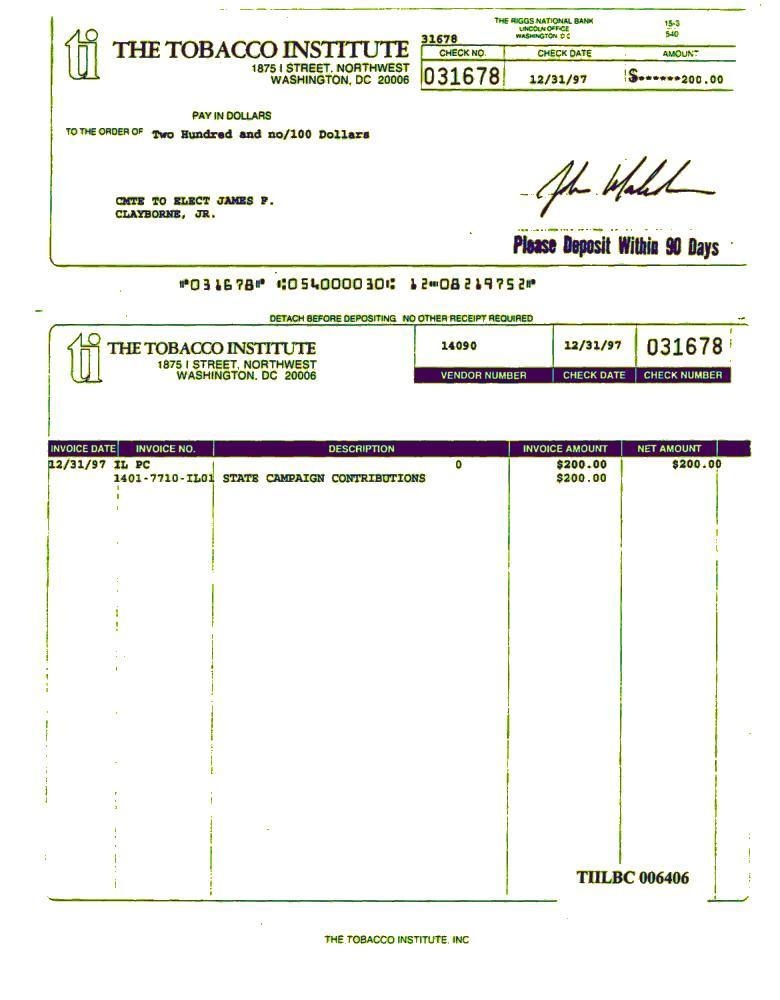 THE RIGGS NATIONAL BANK
LINCOLN OFFICE
WASHINGTON D C
15-3
540
ti THE TOBACCO INSTITUTE
1875 I STREET, NORTHWEST
WASHINGTON, DC 20006
31678
CHECK NO. CHECK DATE AMOUNT
031678 12/31/97 $******200.00
PAY IN DOLLARS
TO THE ORDER OF Two Hundred and no/100 Dollars
CMTE TO ELECT JAMES F.
CLAYBORNE, JR.
Please Deposit Within 90 Days
⑈031678⑈ ⑆054000030⑆ 12⑉08219752⑈
DETACH BEFORE DEPOSITING NO OTHER RECEIPT REQUIRED
ti THE TOBACCO INSTITUTE
1875 I STREET, NORTHWEST
WASHINGTON, DC 20006
14090 12/31/97 031678
VENDOR NUMBER CHECK DATE CHECK NUMBER
INVOICE DATE INVOICE NO. DESCRIPTION INVOICE AMOUNT NET AMOUNT
12/31/97 IL PC 0 $200.00 $200.00
1401-7710-IL01 STATE CAMPAIGN CONTRIBUTIONS $200.00
TIILBC 006406
THE TOBACCO INSTITUTE, INC